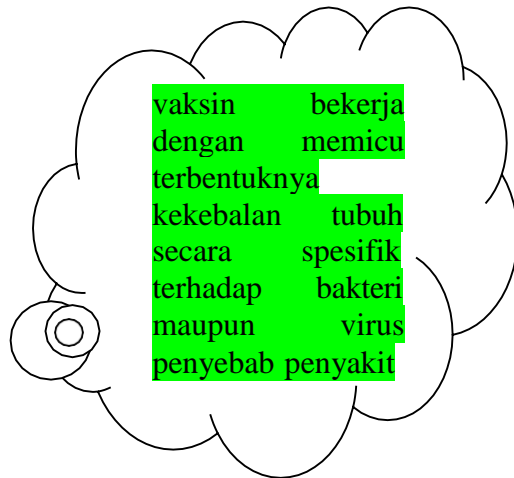 vaksin bekerja
dengan memicu
terbentuknya
kekebalan tubuh
secara spesifik
terhadap bakteri
maupun virus
penyebab penyakit